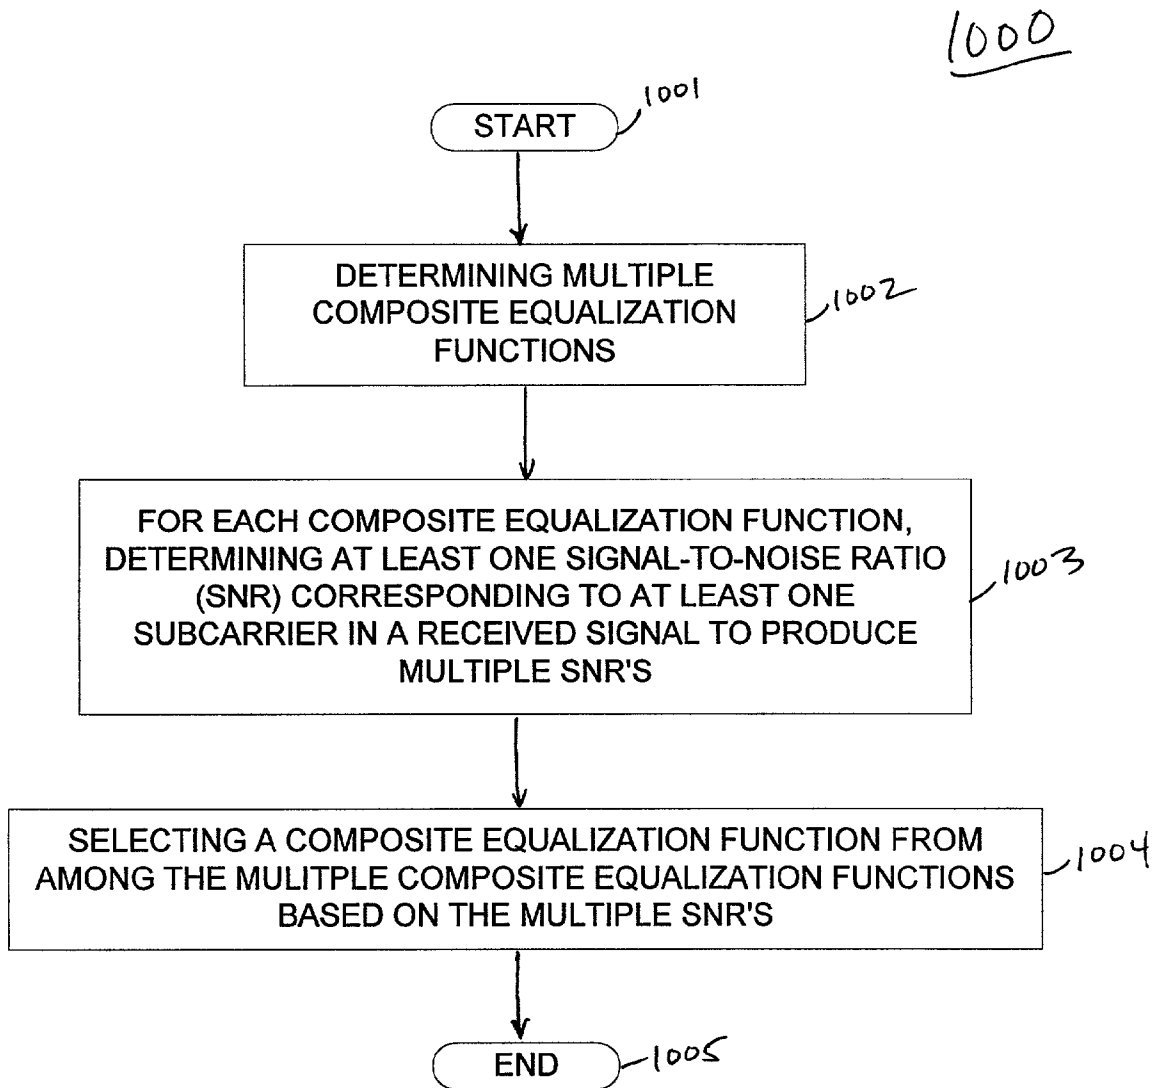 1000
START
1001
DETERMINING MULTIPLE
COMPOSITE EQUALIZATION
FUNCTIONS
1002
FOR EACH COMPOSITE EQUALIZATION FUNCTION,
DETERMINING AT LEAST ONE SIGNAL-TO-NOISE RATIO
(SNR) CORRESPONDING TO AT LEAST ONE
SUBCARRIER IN A RECEIVED SIGNAL TO PRODUCE
MULTIPLE SNR'S
1003
SELECTING A COMPOSITE EQUALIZATION FUNCTION FROM
AMONG THE MULITPLE COMPOSITE EQUALIZATION FUNCTIONS
BASED ON THE MULTIPLE SNR'S
1004
END
1005